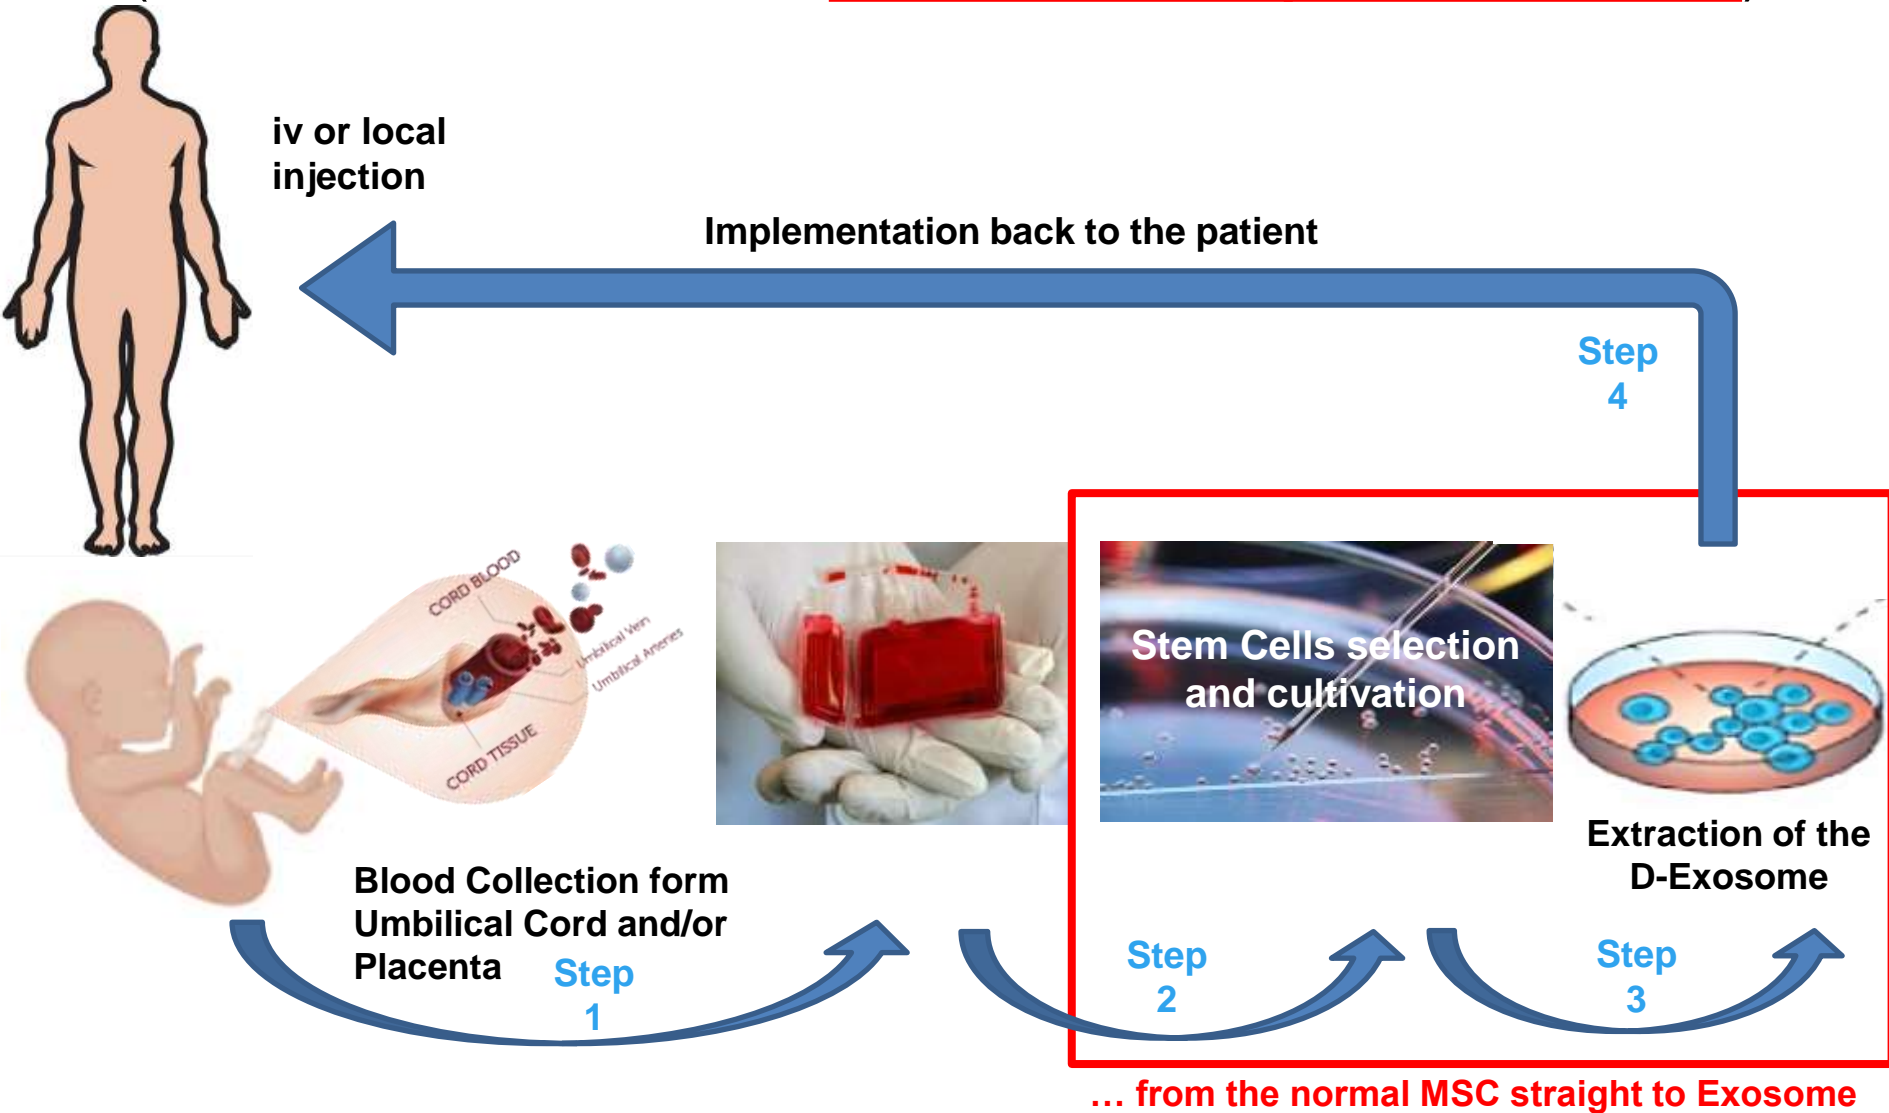 iv or local
injection
Implementation back to the patient
Step
4
CORD BLOOD
Umbilical Vein
Umbilical Arteries
CORD TISSUE
Stem Cells selection
and cultivation
Extraction of the
D-Exosome
Blood Collection form
Umbilical Cord and/or
Placenta
Step
1
Step
2
Step
3
... from the normal MSC straight to Exosome